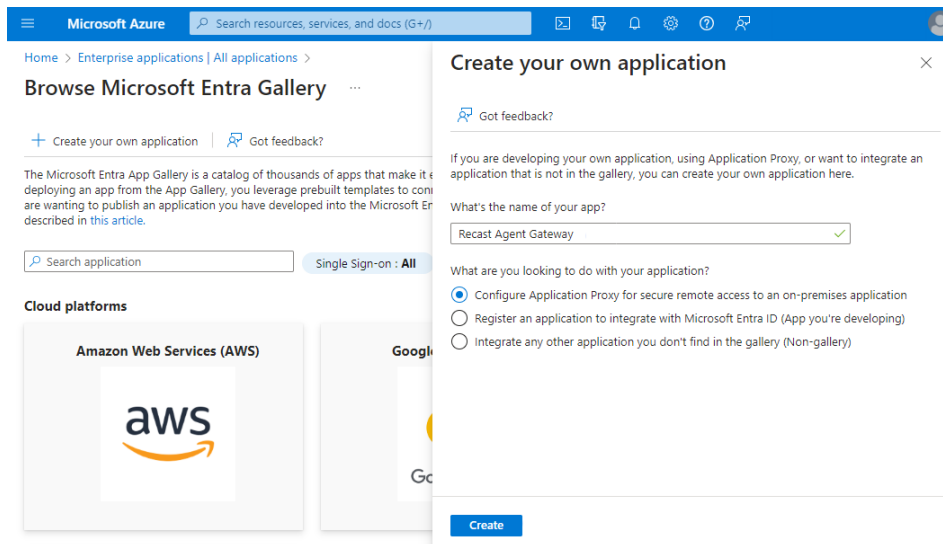 Microsoft Azure
Search resources, services, and docs (G+/)
Home > Enterprise applications | All applications >
Browse Microsoft Entra Gallery ...
Create your own application
Got feedback?
The Microsoft Entra App Gallery is a catalog of thousands of apps that make it
deploying an app from the App Gallery, you leverage prebuilt templates to
are wanting to publish an application you have developed into the Microsoft
described in this article.
Search application
Single Sign-on : All
Cloud platforms
Amazon Web Services (AWS)
aws
Create your own application
Got feedback?
If you are developing your own application, using Application Proxy, or want to integrate an
application that is not in the gallery, you can create your own application here.
What's the name of your app?
Recast Agent Gateway
What are you looking to do with your application?
Configure Application Proxy for secure remote access to an on-premises application
Register an application to integrate with Microsoft Entra ID (App you're developing)
Integrate any other application you don't find in the gallery (Non-gallery)
Create